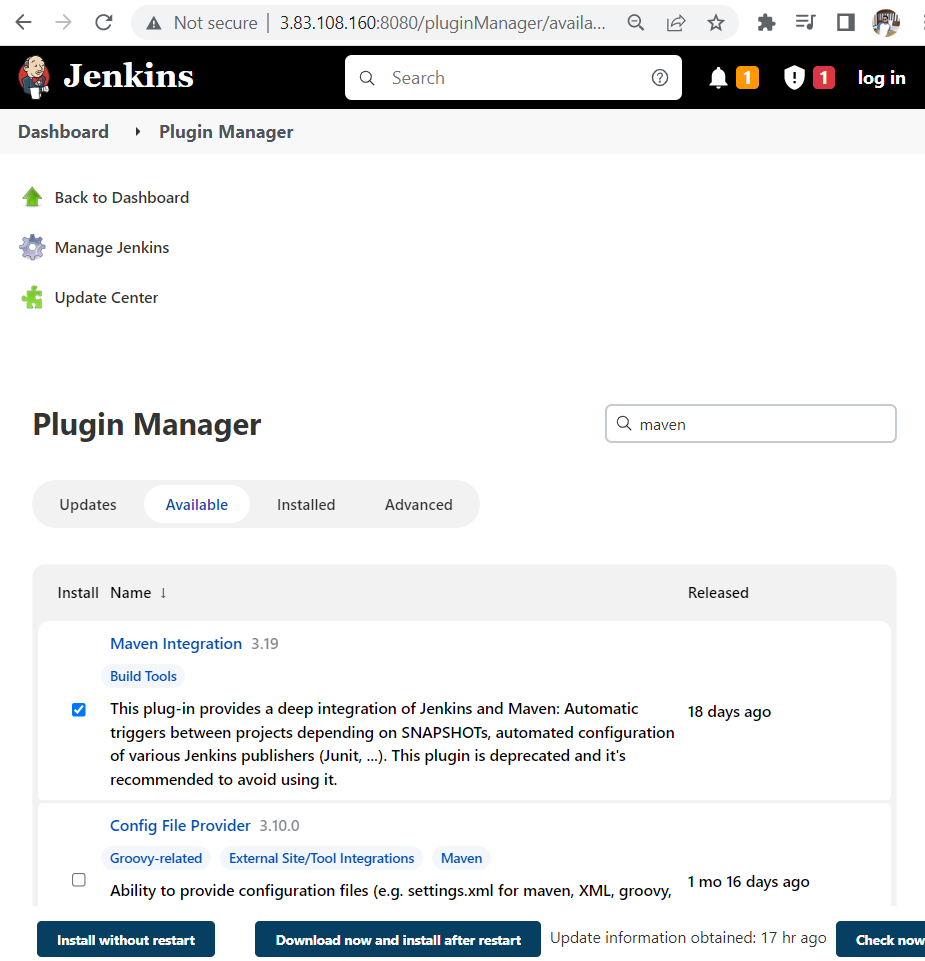 Not secure | 3.83.108.160:8080/pluginManager/availa...
Jenkins
Search
1
1
log in
Dashboard
Plugin Manager
Back to Dashboard
Manage Jenkins
Update Center
Plugin Manager
maven
Updates
Available
Installed
Advanced
Install Name ↓ Released
Maven Integration 3.19
Build Tools
This plug-in provides a deep integration of Jenkins and Maven: Automatic
triggers between projects depending on SNAPSHOTs, automated configuration
of various Jenkins publishers (Junit, ...). This plugin is deprecated and it's
recommended to avoid using it.
18 days ago
Config File Provider 3.10.0
Groovy-related External Site/Tool Integrations Maven
Ability to provide configuration files (e.g. settings.xml for maven, XML, groovy,
1 mo 16 days ago
Install without restart
Download now and install after restart
Update information obtained: 17 hr ago
Check now